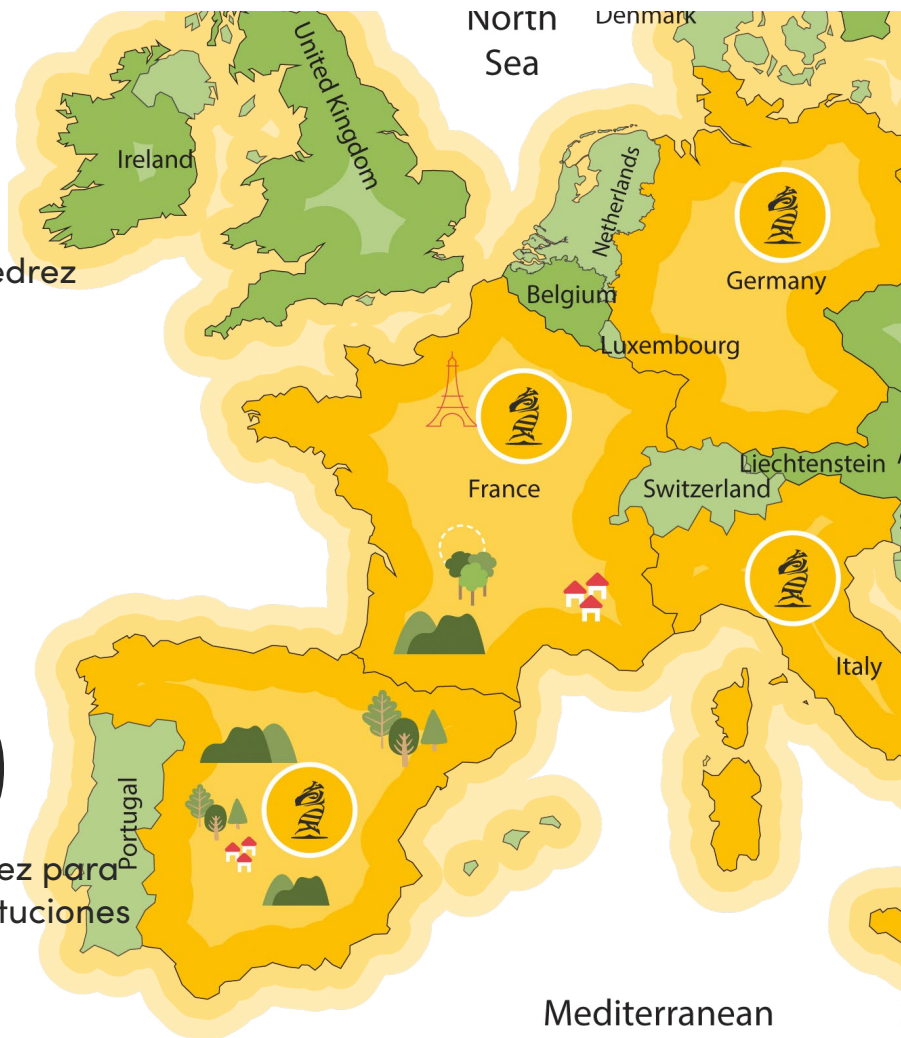 North
Sea
Denmark
United Kingdom
Ireland
Netherlands
edrez
Germany
Belgium
Luxembourg
Liechtenstein
Switzerland
France
Italy
Portugal
ez para
tuciones
Mediterranean